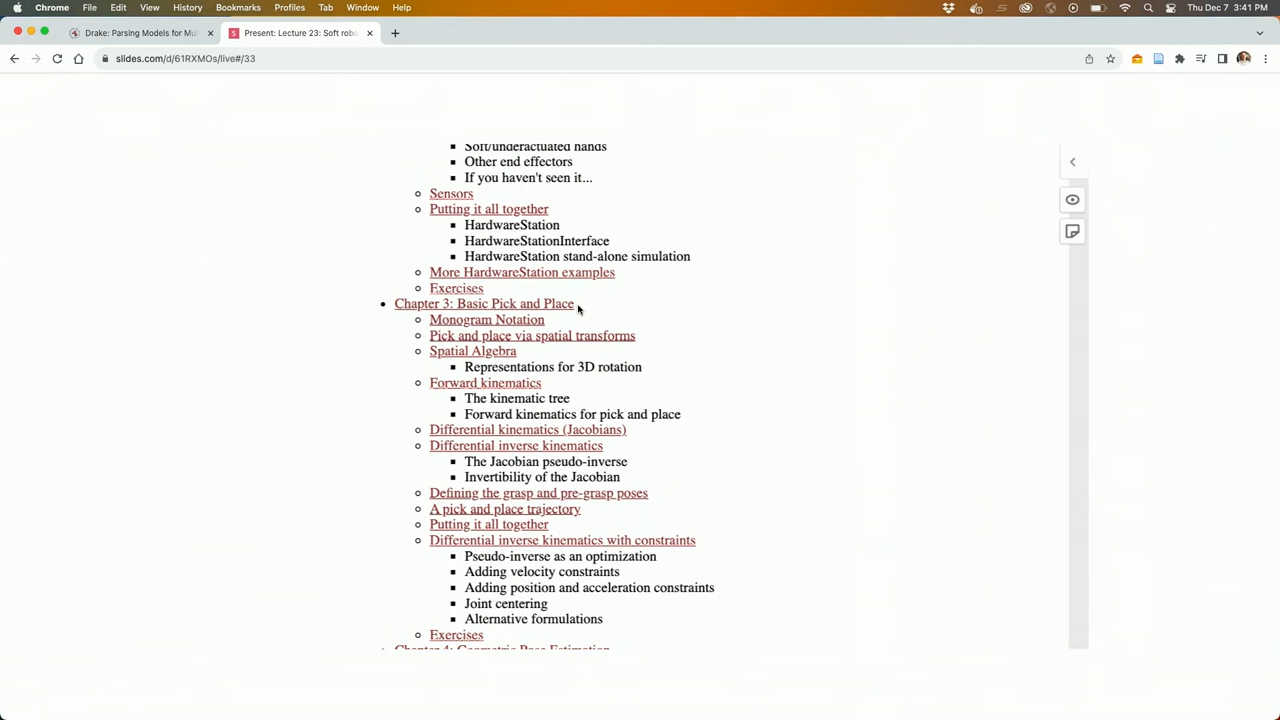 Chrome File Edit View History Bookmarks Profiles Tab Window Help Thu Dec 7 3:41 PM
Drake: Parsing Models for Mul Present: Lecture 23: Soft robo
slides.com/d/61RXMOs/live#/33
Soft/underactuated hands
Other end effectors
If you haven't seen it...
Sensors
Putting it all together
HardwareStation
HardwareStationInterface
HardwareStation stand-alone simulation
More HardwareStation examples
Exercises
Chapter 3: Basic Pick and Place
Monogram Notation
Pick and place via spatial transforms
Spatial Algebra
Representations for 3D rotation
Forward kinematics
The kinematic tree
Forward kinematics for pick and place
Differential kinematics (Jacobians)
Differential inverse kinematics
The Jacobian pseudo-inverse
Invertibility of the Jacobian
Defining the grasp and pre-grasp poses
A pick and place trajectory
Putting it all together
Differential inverse kinematics with constraints
Pseudo-inverse as an optimization
Adding velocity constraints
Adding position and acceleration constraints
Joint centering
Alternative formulations
Exercises
Chapter 4: Geometric Pose Estimation